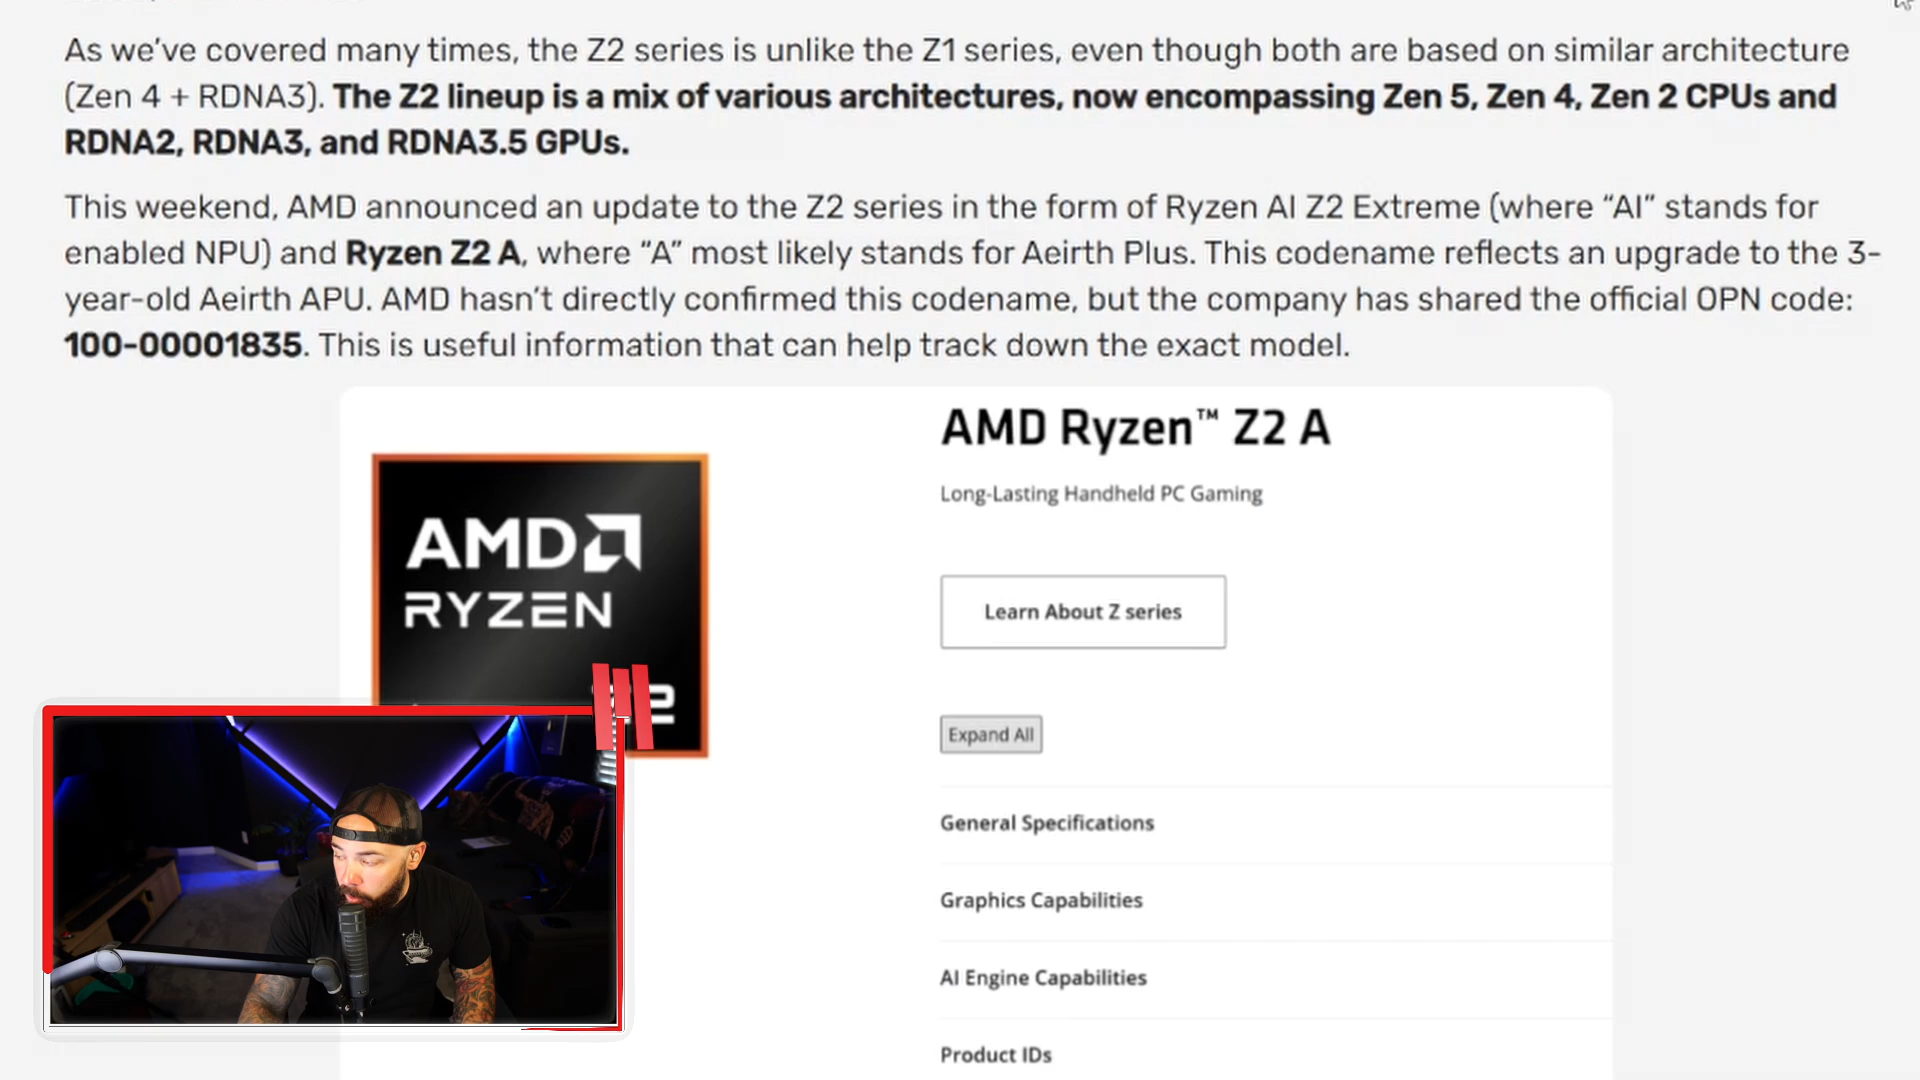 As we’ve covered many times, the Z2 series is unlike the Z1 series, even though both are based on similar architecture
(Zen 4 + RDNA3). The Z2 lineup is a mix of various architectures, now encompassing Zen 5, Zen 4, Zen 2 CPUs and
RDNA2, RDNA3, and RDNA3.5 GPUs.
This weekend, AMD announced an update to the Z2 series in the form of Ryzen AI Z2 Extreme (where “AI” stands for
enabled NPU) and Ryzen Z2 A, where “A” most likely stands for Aeirth Plus. This codename reflects an upgrade to the 3-
year-old Aeirth APU. AMD hasn’t directly confirmed this codename, but the company has shared the official OPN code:
100-00001835. This is useful information that can help track down the exact model.
AMD Ryzen™ Z2 A
Long-Lasting Handheld PC Gaming
AMD
RYZEN
2
Learn About Z series
Expand All
General Specifications
Graphics Capabilities
AI Engine Capabilities
Product IDs